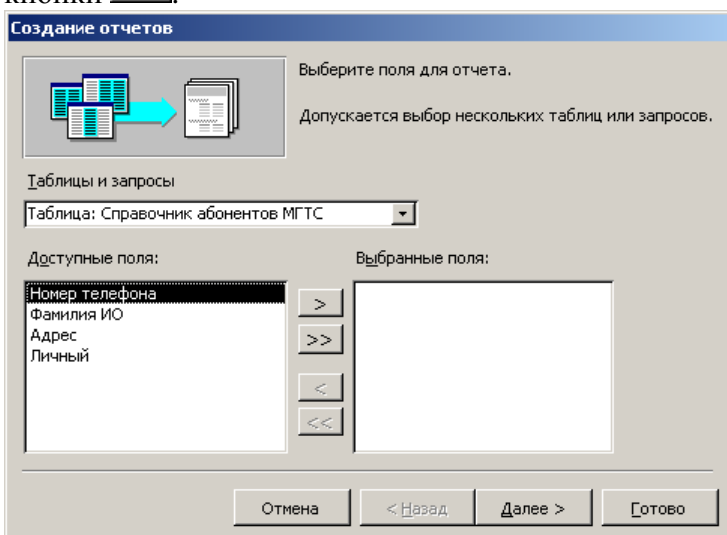 кнопки .
Создание отчетов
Выберите поля для отчета.
Допускается выбор нескольких таблиц или запросов.
Таблицы и запросы
Таблица: Справочник абонентов МГТС
Доступные поля:
Выбранные поля:
Номер телефона
Фамилия ИО
Адрес
Личный
>
>>
<
<<
Отмена
< Назад
Далее >
Готово